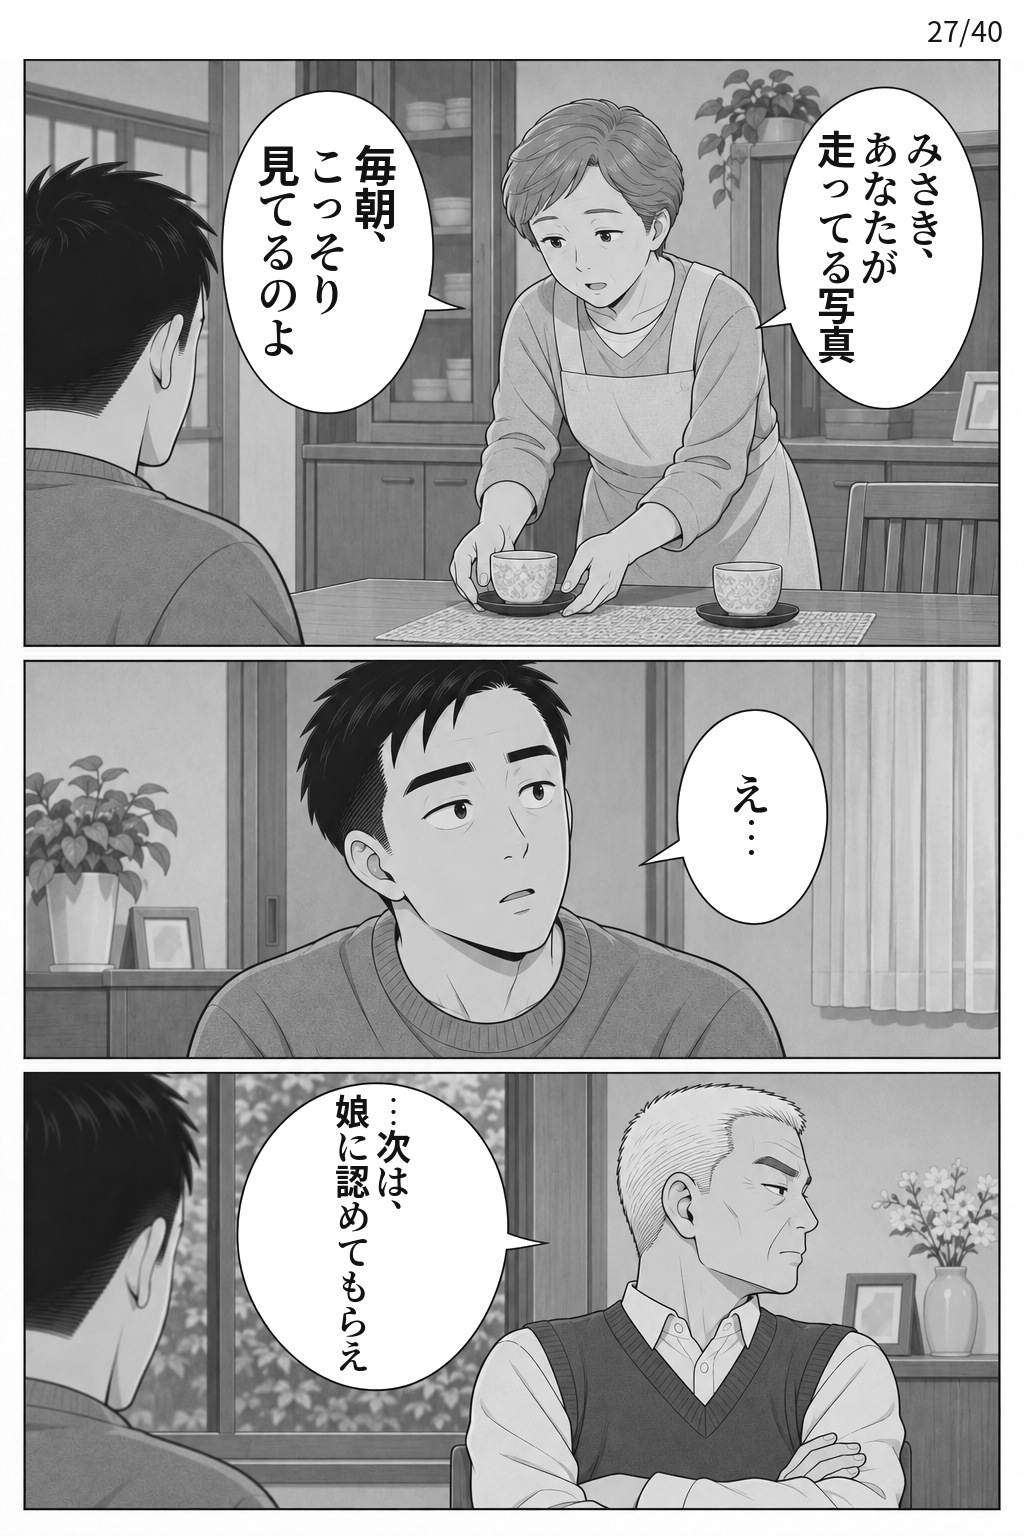 27/40
みさき、
あなたが
走ってる写真
毎朝、
こっそり
見てるのよ
え…
…次は、
娘に認めてもらえ